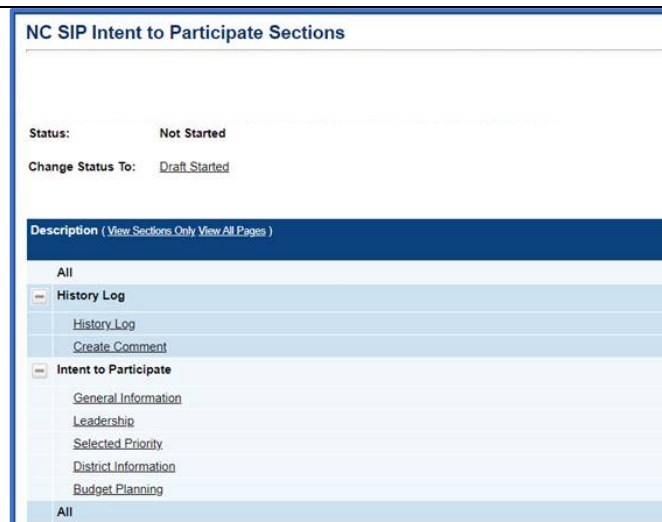 NC SIP Intent to Participate Sections
Status: Not Started
Change Status To: Draft Started
Description ( View Sections Only View All Pages )
All
History Log
History Log
Create Comment
Intent to Participate
General Information
Leadership
Selected Priority
District Information
Budget Planning
All